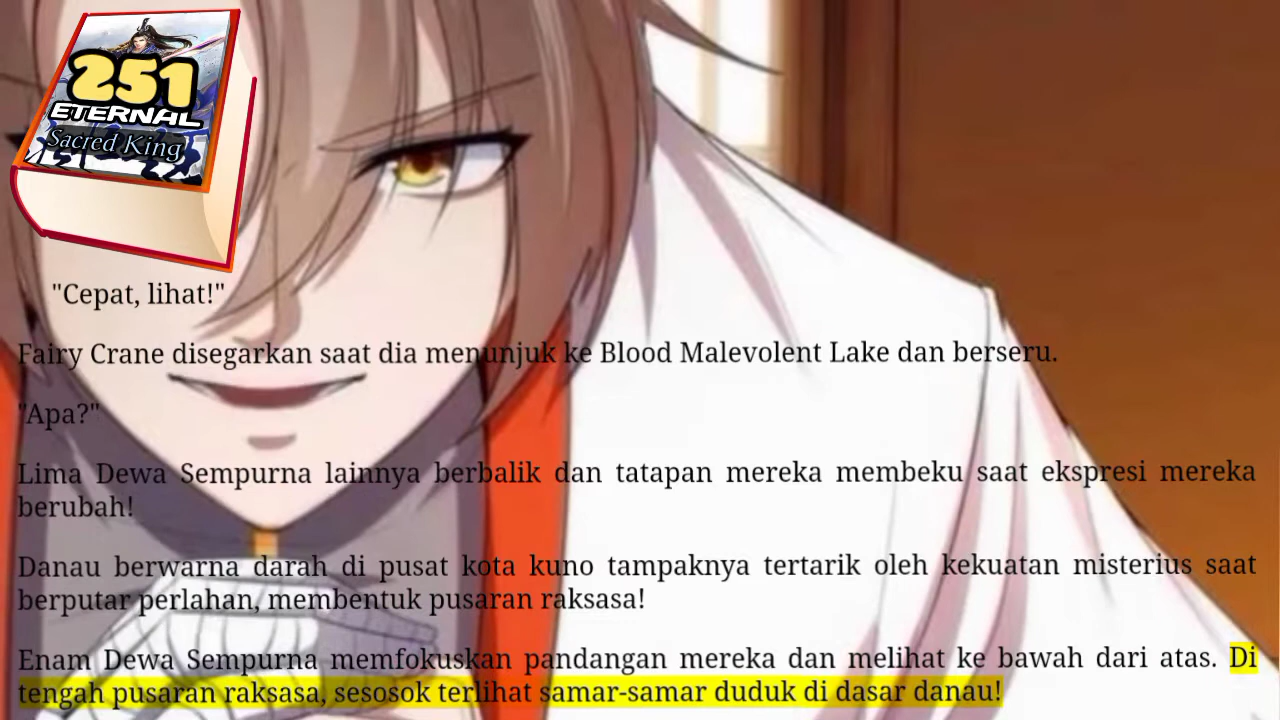 251
ETERNAL
Sacred King
"Cepat, lihat!"
Fairy Crane disegarkan saat dia menunjuk ke Blood Malevolent Lake dan berseru.
"Apa?"
Lima Dewa Sempurna lainnya berbalik dan tatapan mereka membeku saat ekspresi mereka
berubah!
Danau berwarna darah di pusat kota kuno tampaknya tertarik oleh kekuatan misterius saat
berputar perlahan, membentuk pusaran raksasa!
Enam Dewa Sempurna memfokuskan pandangan mereka dan melihat ke bawah dari atas. Di
tengah pusaran raksasa, sesosok terlihat samar-samar duduk di dasar danau!